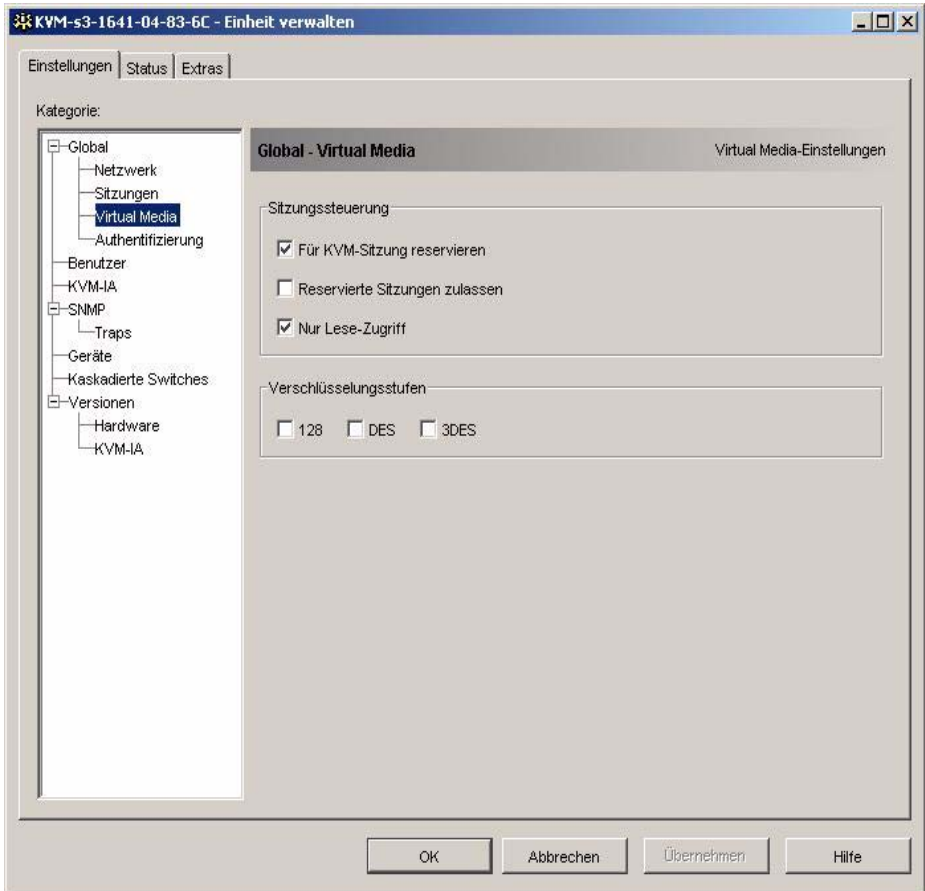 KVM-s3-1641-04-83-6C - Einheit verwalten
Einstellungen Status Extras
Kategorie:
Global
Netzwerk
Sitzungen
Virtual Media
Authentifizierung
Benutzer
KVM-IA
SNMP
Traps
Geräte
Kaskadierte Switches
Versionen
Hardware
KVM-IA
Global - Virtual Media Virtual Media-Einstellungen
Sitzungssteuerung
Für KVM-Sitzung reservieren
Reservierte Sitzungen zulassen
Nur Lese-Zugriff
Verschlüsselungsstufen
128 DES 3DES
OK Abbrechen Übernehmen Hilfe